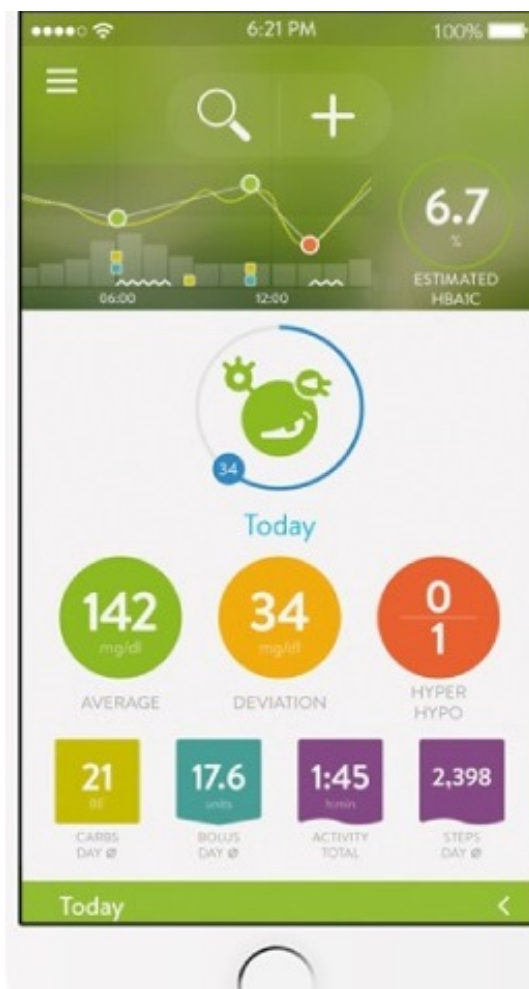 6:21 PM 100%
6.7
%
ESTIMATED
HBA1C
06:00 12:00
34
Today
142 34 0
mg/dl mg/dl 1
AVERAGE DEVIATION HYPER
HYPO
21 17.6 1:45 2,398
BE units h:min
CARBS BOLUS ACTIVITY STEPS
DAY Ø DAY Ø TOTAL DAY Ø
Today